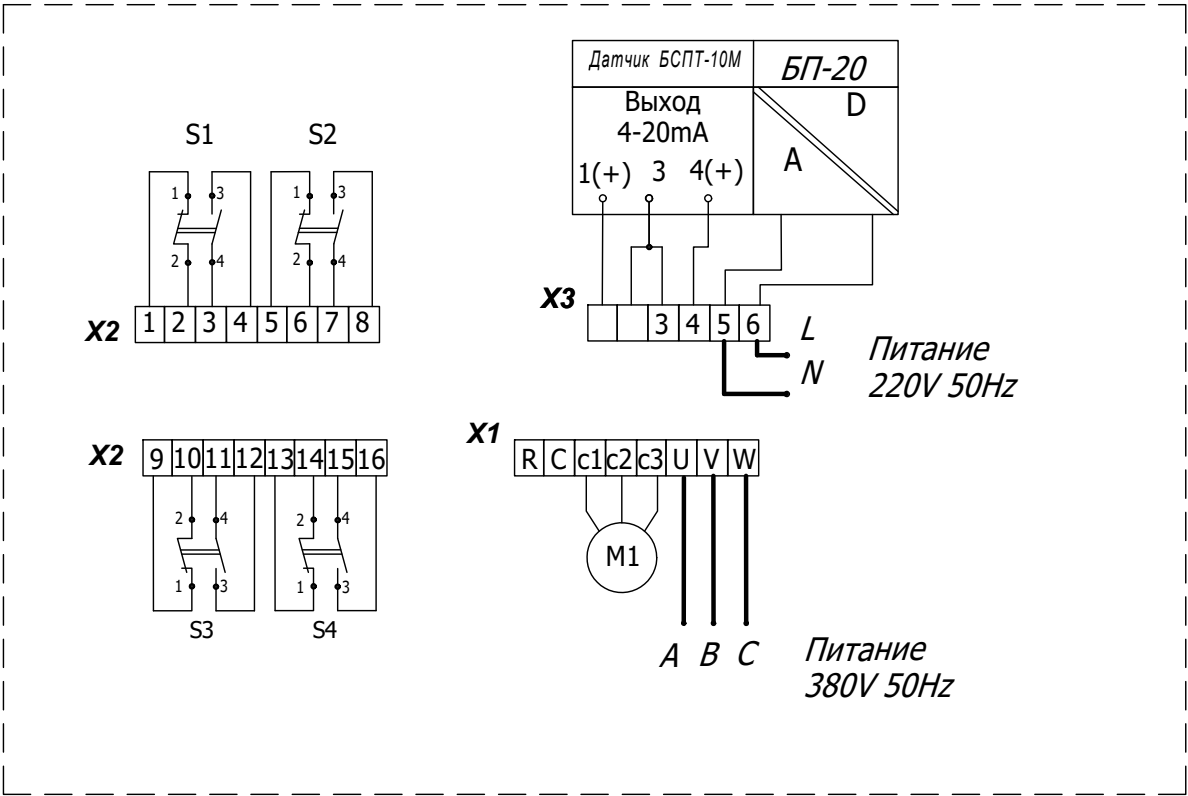 Датчик БСПТ-10М
БП-20
Выход
4-20mA
D
A
1(+) 3 4(+)
S1 S2
1 3 1 3
2 4 2 4
X2 1 2 3 4 5 6 7 8
X3 3 4 5 6
L
N
Питание
220V 50Hz
X2 9 10 11 12 13 14 15 16
2 4 2 4
1 3 1 3
S3 S4
X1 R C c1 c2 c3 U V W
M1
A B C
Питание
380V 50Hz